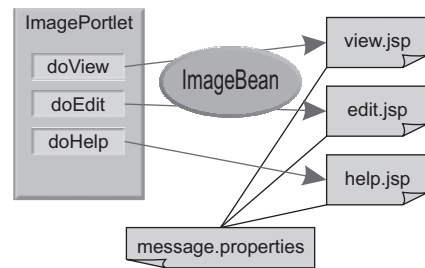 ImagePortlet
doView
doEdit
doHelp
ImageBean
view.jsp
edit.jsp
help.jsp
message.properties